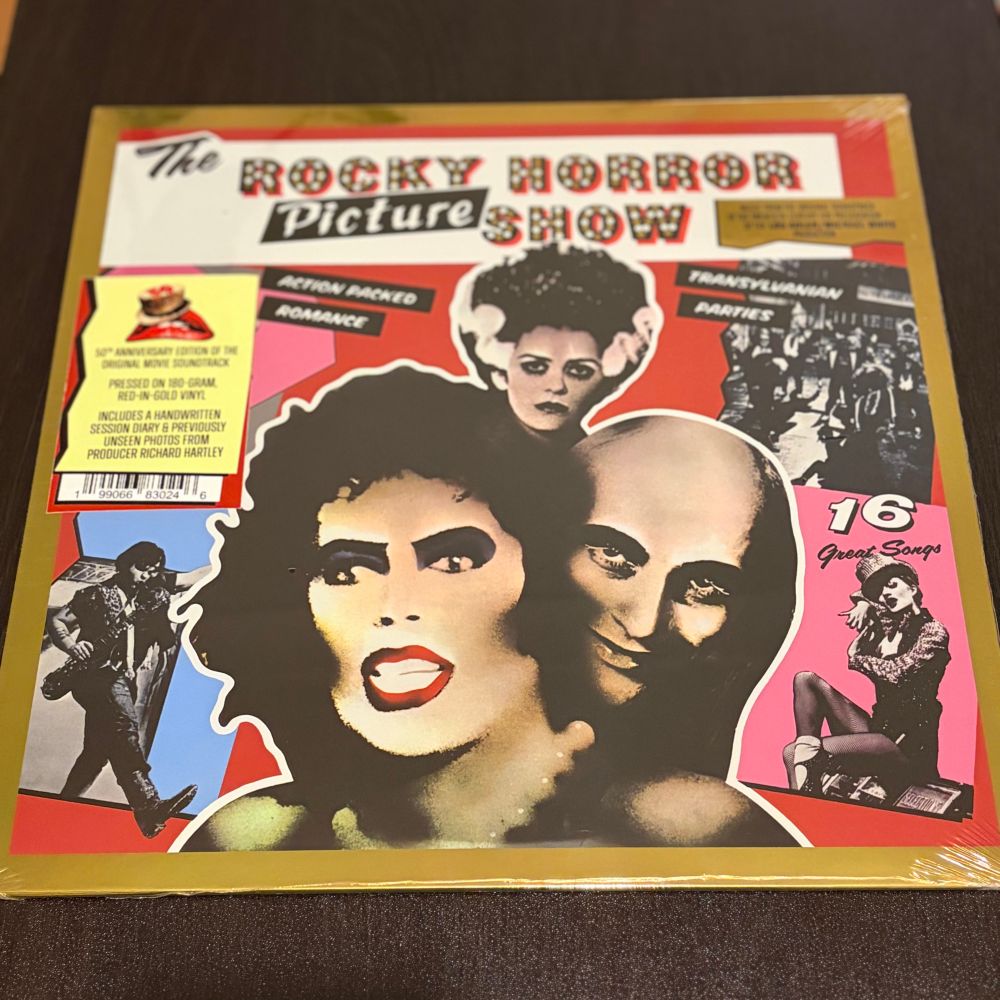 The
ROCKY HORROR
Picture SHOW
ACTION PACKED
ROMANCE
TRANSYLVANIAN
PARTIES
50TH ANNIVERSARY EDITION OF THE
ORIGINAL MOVIE SOUNDTRACK
PRESSED ON 180-GRAM,
RED-IN-GOLD VINYL
INCLUDES A HANDWRITTEN
SESSION DIARY & PREVIOUSLY
UNSEEN PHOTOS FROM
PRODUCER RICHARD HARTLEY
1 99066 83024 6
16
Great Songs